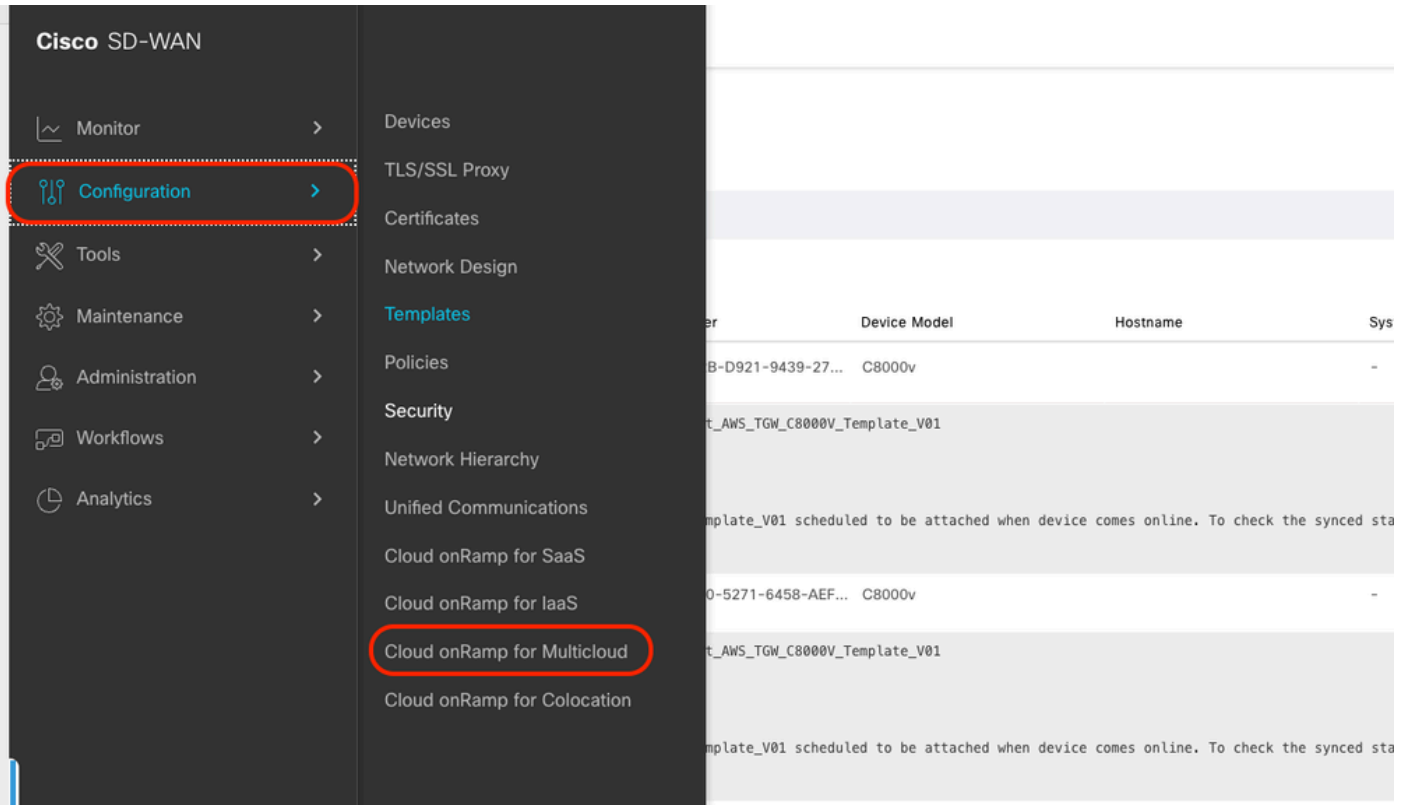 Cisco SD-WAN
Monitor
Configuration
Tools
Maintenance
Administration
Workflows
Analytics
Devices
TLS/SSL Proxy
Certificates
Network Design
Templates
Policies
Security
Network Hierarchy
Unified Communications
Cloud onRamp for SaaS
Cloud onRamp for IaaS
Cloud onRamp for Multicloud
Cloud onRamp for Colocation
er Device Model Hostname Sys
B-D921-9439-27... C8000v -
t_AWS_TGW_C8000V_Template_V01
mplate_V01 scheduled to be attached when device comes online. To check the synced sta
0-5271-6458-AEF... C8000v -
t_AWS_TGW_C8000V_Template_V01
mplate_V01 scheduled to be attached when device comes online. To check the synced sta